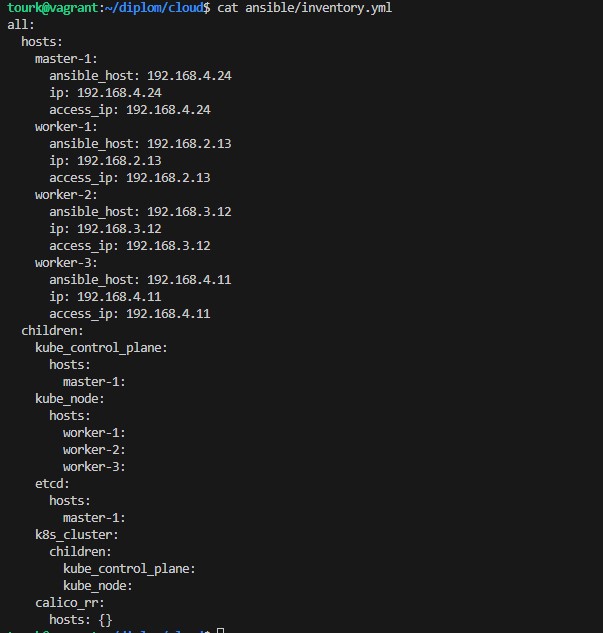 tourk@vagrant:~/diplom/cloud$ cat ansible/inventory.yml
all:
  hosts:
    master-1:
      ansible_host: 192.168.4.24
      ip: 192.168.4.24
      access_ip: 192.168.4.24
    worker-1:
      ansible_host: 192.168.2.13
      ip: 192.168.2.13
      access_ip: 192.168.2.13
    worker-2:
      ansible_host: 192.168.3.12
      ip: 192.168.3.12
      access_ip: 192.168.3.12
    worker-3:
      ansible_host: 192.168.4.11
      ip: 192.168.4.11
      access_ip: 192.168.4.11
  children:
    kube_control_plane:
      hosts:
        master-1:
    kube_node:
      hosts:
        worker-1:
        worker-2:
        worker-3:
    etcd:
      hosts:
        master-1:
    k8s_cluster:
      children:
        kube_control_plane:
        kube_node:
    calico_rr:
      hosts: {}
tourk@vagrant:~/diplom/cloud$